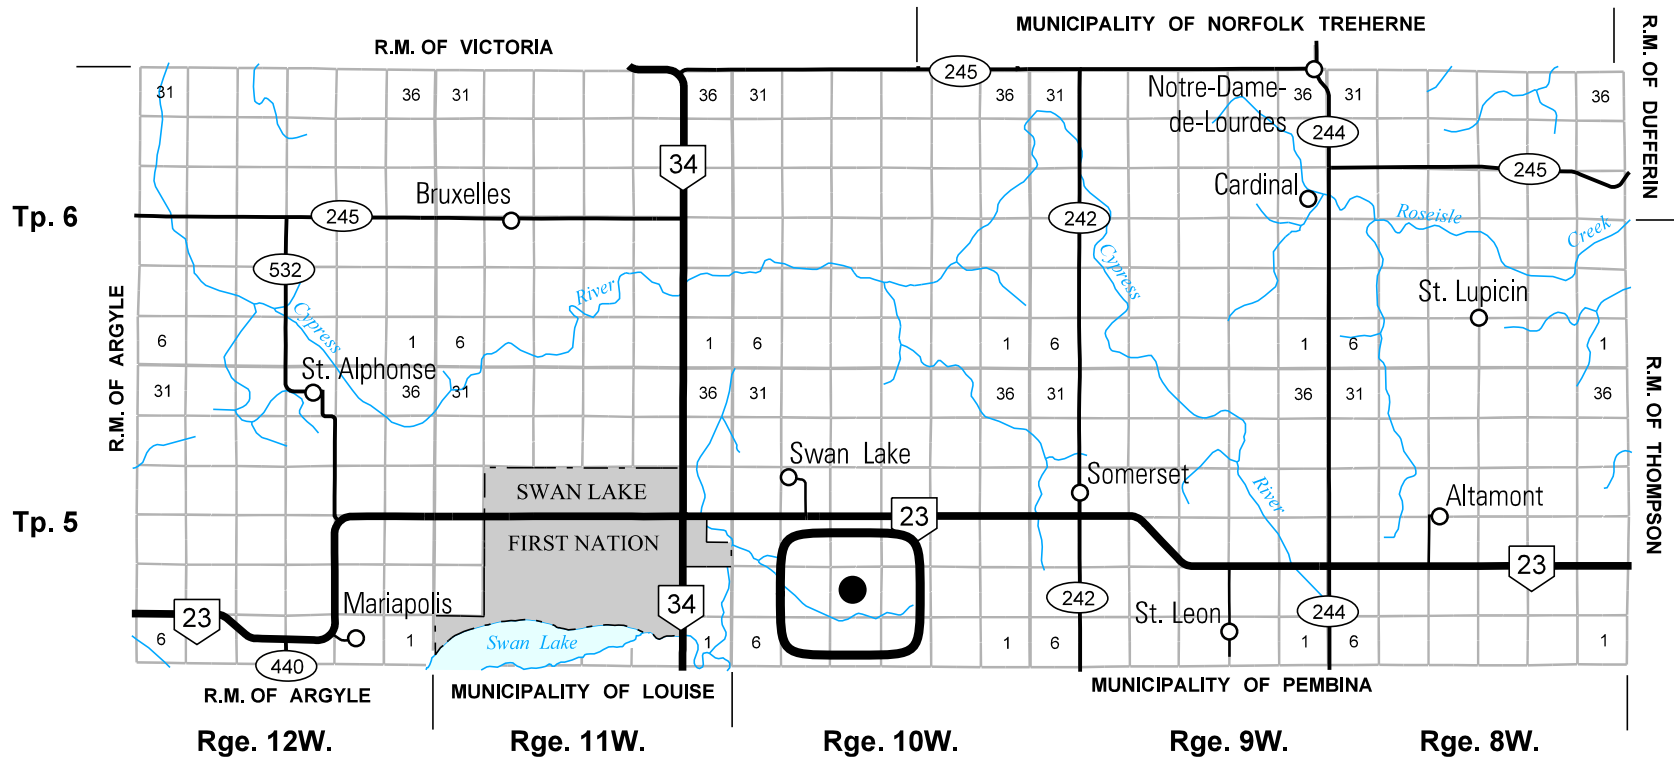 MUNICIPALITY OF NORFOLK TREHERNE
R.M. OF VICTORIA
R.M. OF DUFFERIN
245
31
36
31
36
31
36
31
Notre-Dame-
de-Lourdes
36
31
36
244
34
245
Bruxelles
Cardinal
Tp. 6
245
242
Roseisle
Creek
532
Cypress
River
Cypress
St. Lupicin
R.M. OF ARGYLE
6
1
6
1
6
1
6
1
6
1
St. Alphonse
31
36
31
36
31
36
31
36
31
36
R.M. OF THOMPSON
Swan Lake
Somerset
River
Altamont
SWAN LAKE
Tp. 5
23
FIRST NATION
23
34
242
244
23
Mariapolis
St. Leon
6
1
Swan Lake
1
6
1
6
1
6
1
440
R.M. OF ARGYLE
MUNICIPALITY OF LOUISE
MUNICIPALITY OF PEMBINA
Rge. 12W.
Rge. 11W.
Rge. 10W.
Rge. 9W.
Rge. 8W.